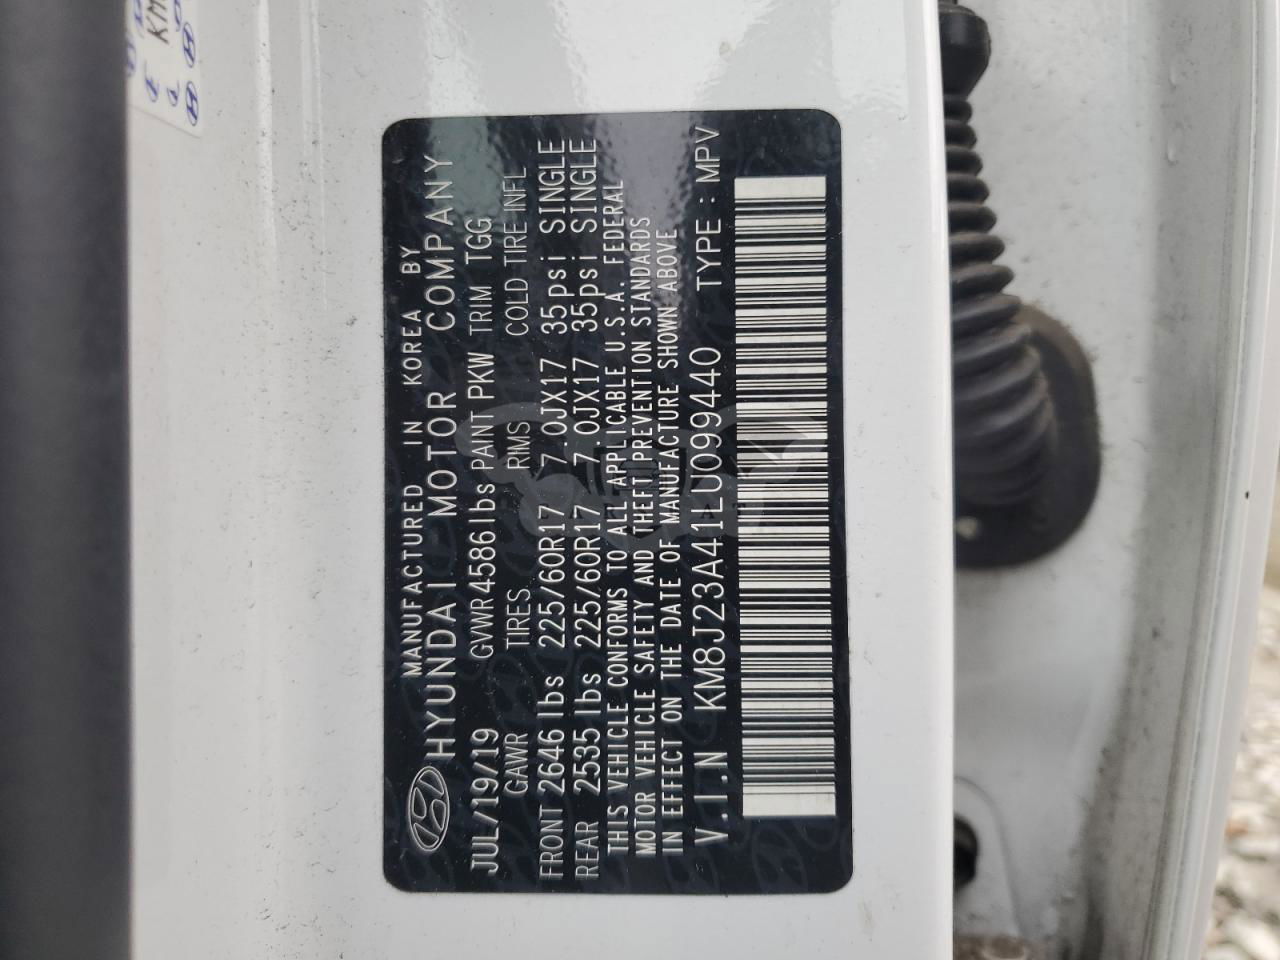 MANUFACTURED IN KOREA BY
HYUNDAI MOTOR COMPANY
JUL/19/19 GVWR 4586lbs PAINT PKW TRIM TGG
GAWR TIRES RIMS COLD TIRE INFL
FRONT 2646 lbs 225/60R17 7.0JX17 35psi SINGLE
REAR 2535 lbs 225/60R17 7.0JX17 35psi SINGLE
THIS VEHICLE CONFORMS TO ALL APPLICABLE U.S.A. FEDERAL
MOTOR VEHICLE SAFETY AND THEFT PREVENTION STANDARDS
IN EFFECT ON THE DATE OF MANUFACTURE SHOWN ABOVE
V.I.N KM8J23A41LU099440 TYPE : MPV